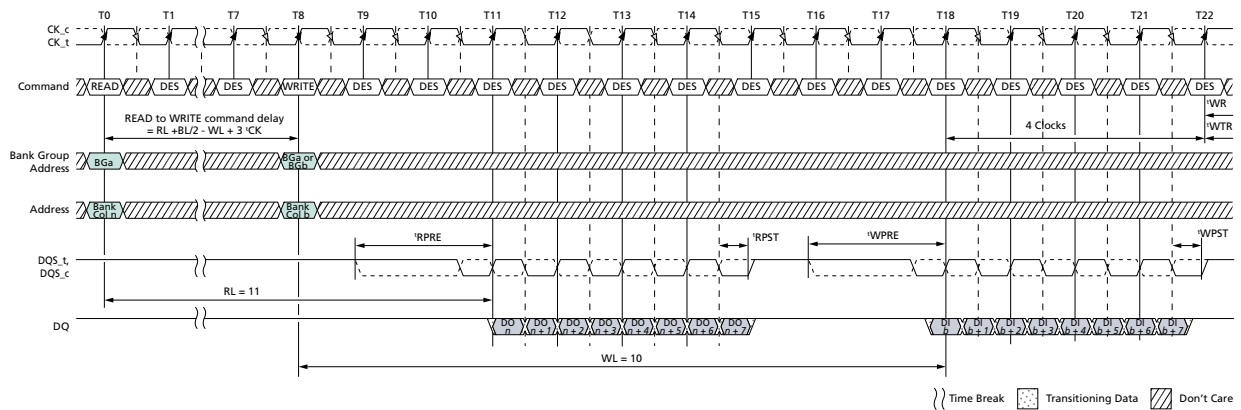 T0 T1 T7 T8 T9 T10 T11 T12 T13 T14 T15 T16 T17 T18 T19 T20 T21 T22
CK_c
CK_t
Command READ DES DES WRITE DES DES DES DES DES DES DES DES DES DES DES DES DES DES
READ to WRITE command delay
= RL +BL/2 - WL + 3 tCK
4 Clocks
tWR
tWTR
Bank Group
Address
BGa
BGa or
BGb
Address
Bank
Col n
Bank
Col b
tRPRE
tRPST
tWPRE
tWPST
DQS_t,
DQS_c
RL = 11
DQ
DO
n
DO
n + 1
DO
n + 2
DO
n + 3
DO
n + 4
DO
n + 5
DO
n + 6
DO
n + 7
DI
b
DI
b + 1
DI
b + 2
DI
b + 3
DI
b + 4
DI
b + 5
DI
b + 6
DI
b + 7
WL = 10
Time Break Transitioning Data Don't Care